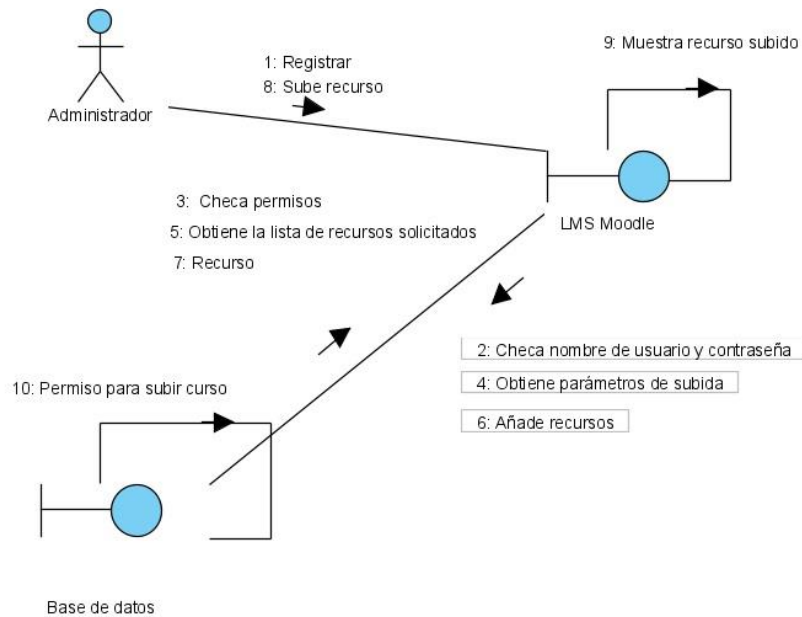 9: Muestra recurso subido
1: Registrar
8: Sube recurso
Administrador
3: Checa permisos
5: Obtiene la lista de recursos solicitados
7: Recurso
LMS Moodle
2: Checa nombre de usuario y contraseña
4: Obtiene parámetros de subida
6: Añade recursos
10: Permiso para subir curso
Base de datos